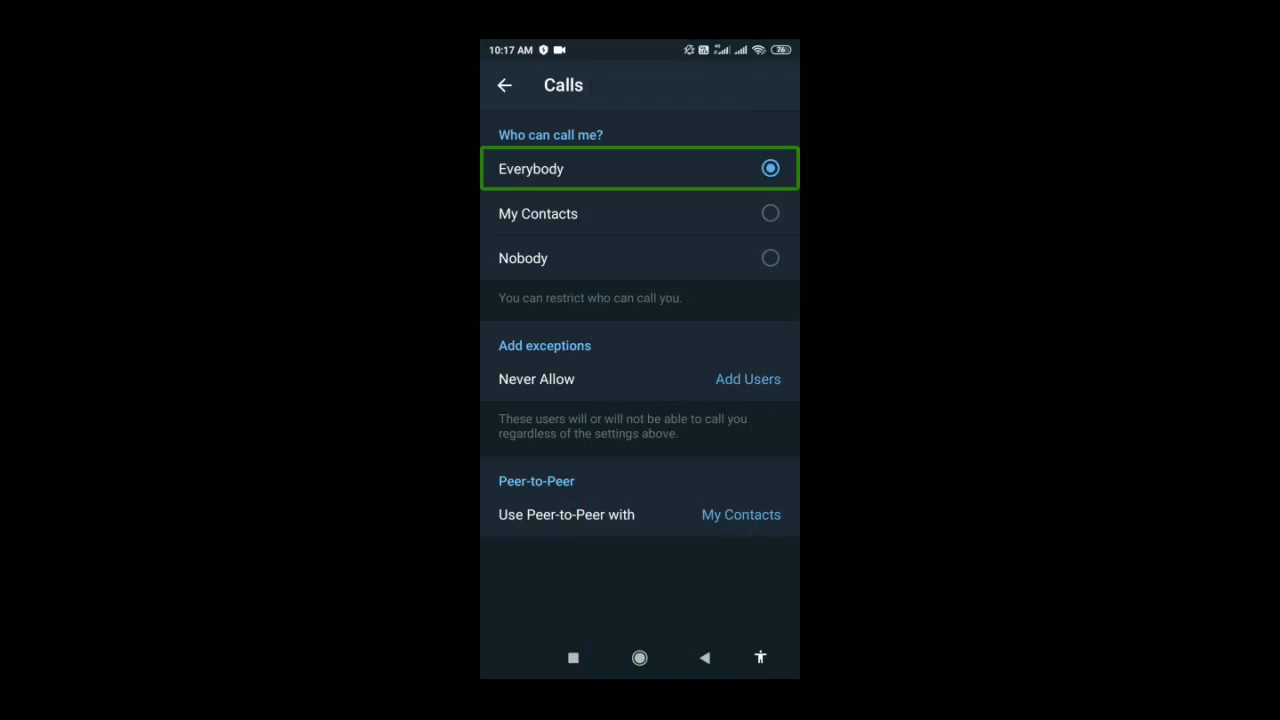 10:17 AM 76
Calls
Who can call me?
Everybody
My Contacts
Nobody
You can restrict who can call you.
Add exceptions
Never Allow Add Users
These users will or will not be able to call you
regardless of the settings above.
Peer-to-Peer
Use Peer-to-Peer with My Contacts